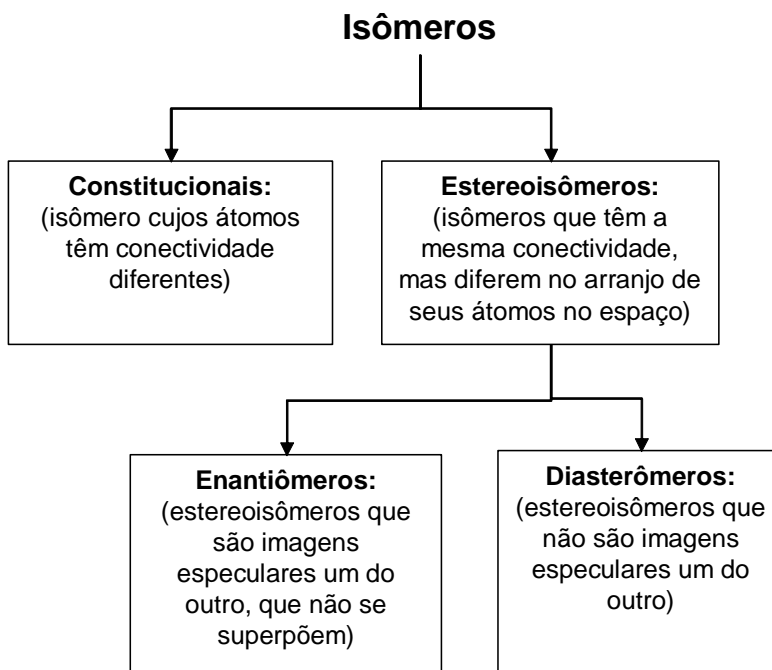 Isômeros
Constitucionais:
(isômero cujos átomos
têm conectividade
diferentes)
Estereoisômeros:
(isômeros que têm a
mesma conectividade,
mas diferem no arranjo de
seus átomos no espaço)
Enantiômeros:
(estereoisômeros que
são imagens
especulares um do
outro, que não se
superpõem)
Diasterômeros:
(estereoisômeros que
não são imagens
especulares um do
outro)